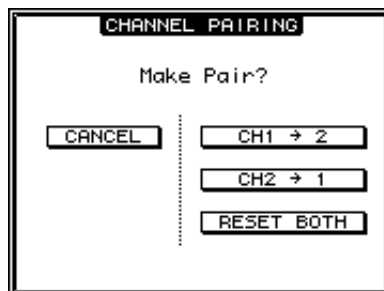 CHANNEL PAIRING
Make Pair?
CANCEL
CH1 → 2
CH2 → 1
RESET BOTH